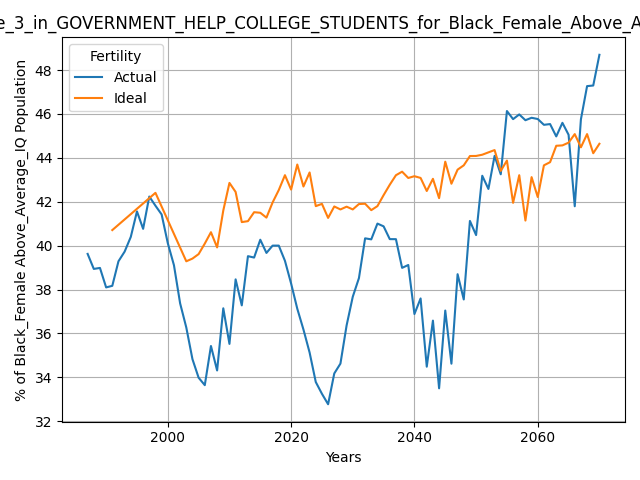 e_3_in_GOVERNMENT_HELP_COLLEGE_STUDENTS_for_Black_Female_Above_A
Fertility
Actual
Ideal
% of Black_Female Above_Average_IQ Population
48
46
44
42
40
38
36
34
32
2000
2020
2040
2060
Years